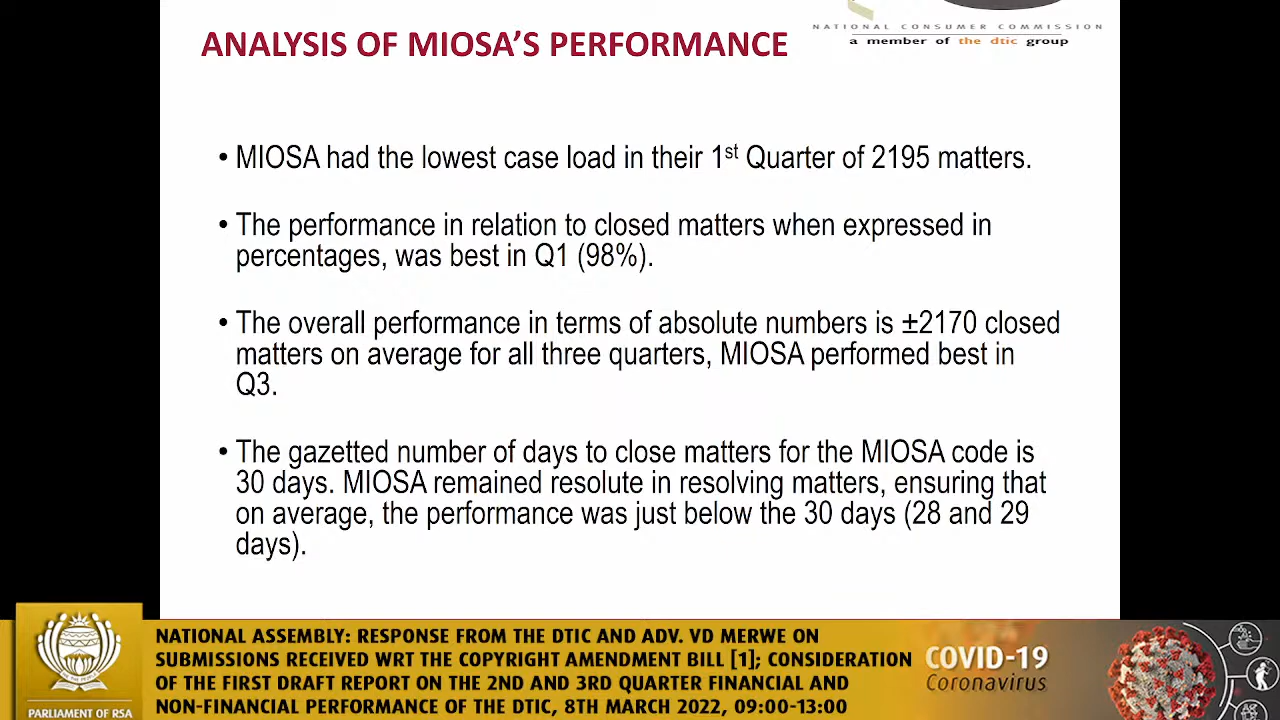 NATIONAL CONSUMER COMMISSION
a member of the dtic group
ANALYSIS OF MIOSA'S PERFORMANCE
• MIOSA had the lowest case load in their 1st Quarter of 2195 matters.
• The performance in relation to closed matters when expressed in
percentages, was best in Q1 (98%).
• The overall performance in terms of absolute numbers is ±2170 closed
matters on average for all three quarters, MIOSA performed best in
Q3.
• The gazetted number of days to close matters for the MIOSA code is
30 days. MIOSA remained resolute in resolving matters, ensuring that
on average, the performance was just below the 30 days (28 and 29
days).
NATIONAL ASSEMBLY: RESPONSE FROM THE DTIC AND ADV. VD MERWE ON
SUBMISSIONS RECEIVED WRT THE COPYRIGHT AMENDMENT BILL [1]; CONSIDERATION
OF THE FIRST DRAFT REPORT ON THE 2ND AND 3RD QUARTER FINANCIAL AND
NON-FINANCIAL PERFORMANCE OF THE DTIC, 8TH MARCH 2022, 09:00-13:00
PARLIAMENT OF RSA
COVID-19
Coronavirus